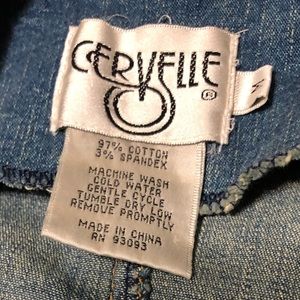 CERVELLE
®
97% COTTON
3% SPANDEX
MACHINE WASH
COLD WATER
GENTLE CYCLE
TUMBLE DRY LOW
REMOVE PROMPTLY
MADE IN CHINA
RN 93093